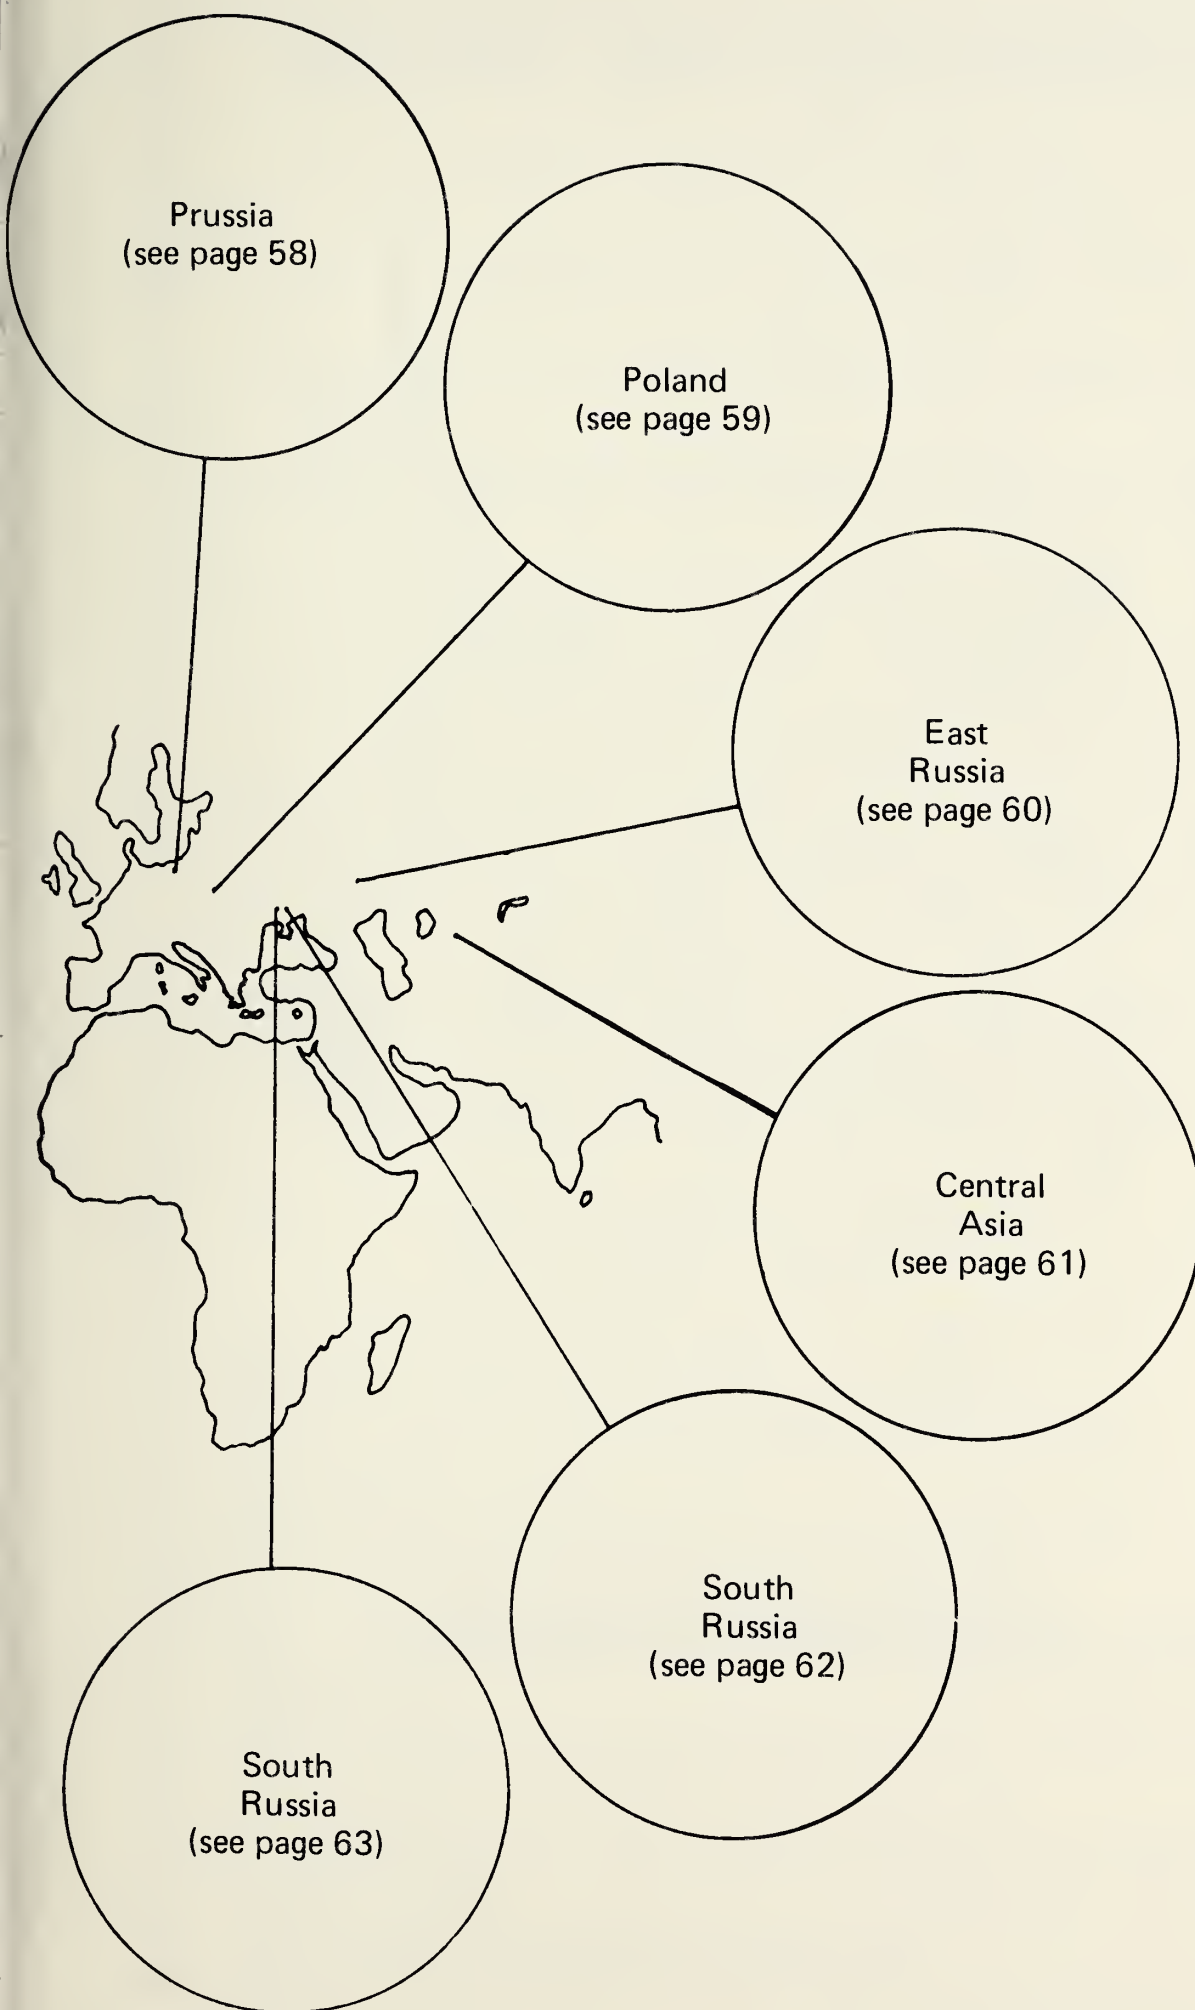 Prussia
(see page 58)
Poland
(see page 59)
East
Russia
(see page 60)
Central
Asia
(see page 61)
South
Russia
(see page 62)
South
Russia
(see page 63)